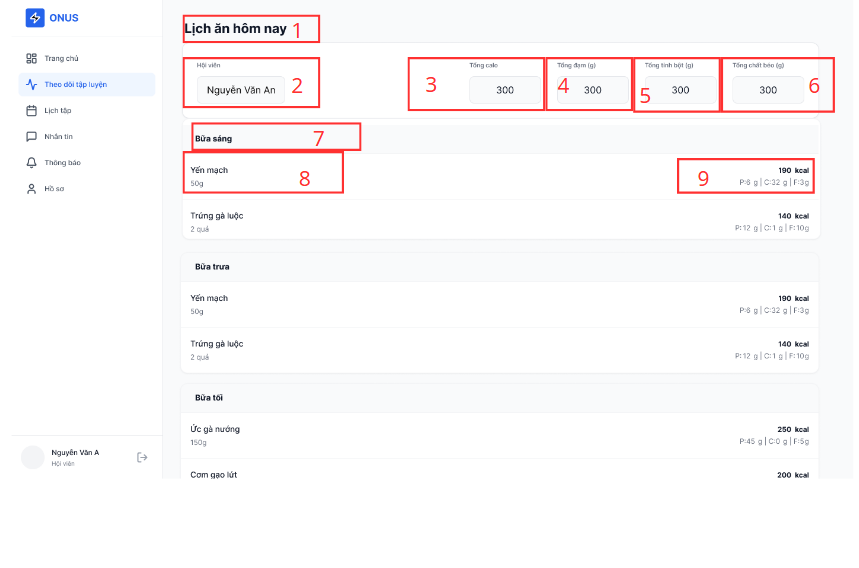 ONUS
Trang chủ
Theo dõi tập luyện
Lịch tập
Nhắn tin
Thông báo
Hồ sơ
Nguyễn Văn A
Hội viên
Lịch ăn hôm nay 1
Hội viên
Nguyễn Văn An 2
3 Tổng calo
300
4 Tổng đạm (g)
300
5 Tổng tinh bột (g)
300
Tổng chất béo (g) 6
300
Bữa sáng 7
Yến mạch 8 9 190 kcal
50g P:6 g | C:32 g | F:3g
Trứng gà luộc 140 kcal
2 quả P:12 g | C:1 g | F:10g
Bữa trưa
Yến mạch 190 kcal
50g P:6 g | C:32 g | F:3g
Trứng gà luộc 140 kcal
2 quả P:12 g | C:1 g | F:10g
Bữa tối
Ức gà nướng 250 kcal
150g P:45 g | C:0 g | F:5g
Cơm gạo lứt 200 kcal